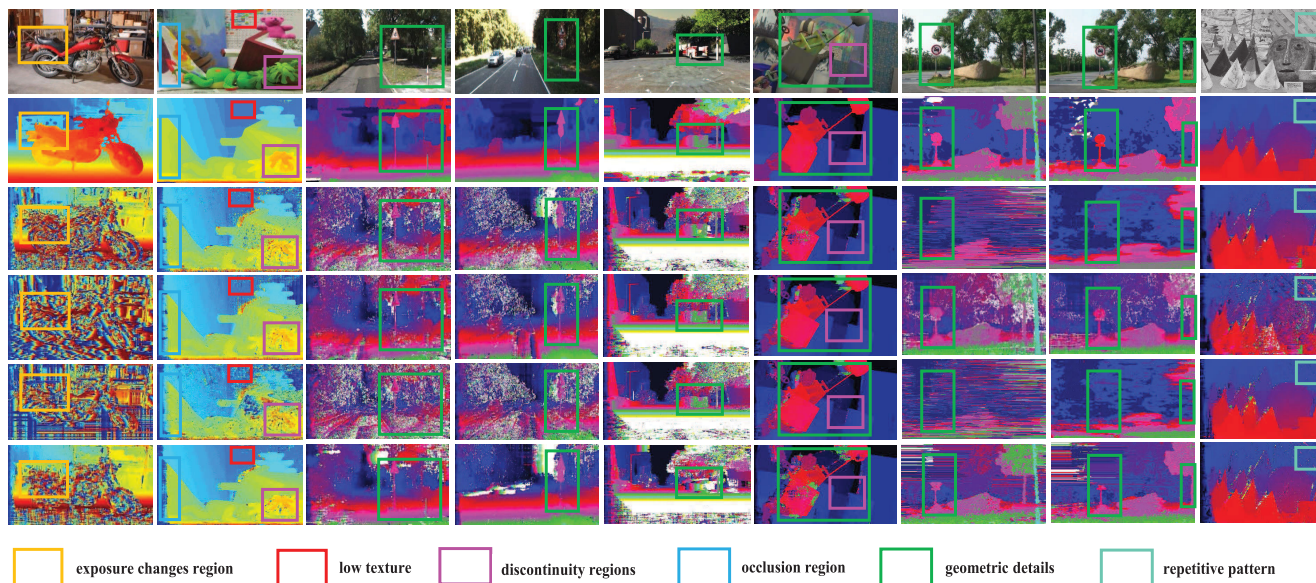 exposure changes region
low texture
discontinuity regions
occlusion region
geometric details
repetitive pattern